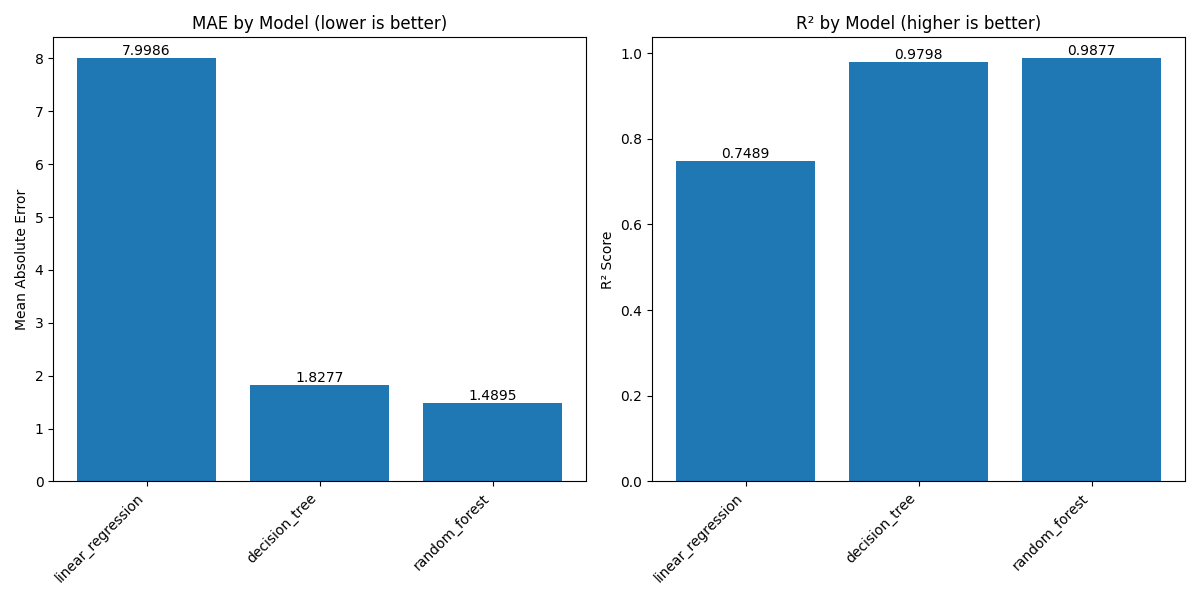 MAE by Model (lower is better)
Mean Absolute Error
8
7
6
5
4
3
2
1
0
7.9986
1.8277
1.4895
linear_regression
decision_tree
random_forest
R² by Model (higher is better)
R² Score
1.0
0.8
0.6
0.4
0.2
0.0
0.7489
0.9798
0.9877
linear_regression
decision_tree
random_forest